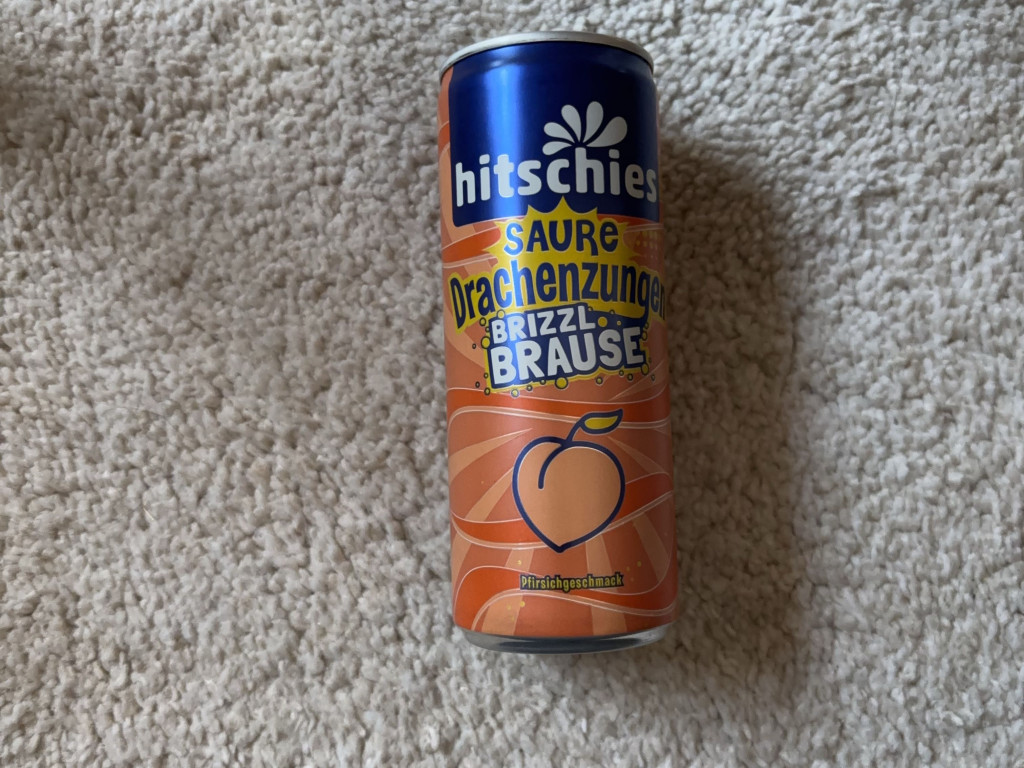 hitschies
SAURE
Drachenzungen
BRIZZL
BRAUSE
Pfirsichgeschmack